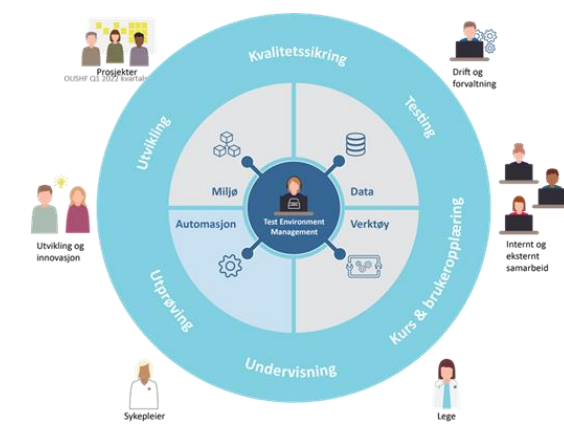 Prosjekter
OUSHF Q1 2022 kvartals
Kvalitetssikring
Drift og
forvaltning
Utvikling
Testing
Miljø
Data
Test Environment
Management
Automasjon
Verktøy
Utvikling og
innovasjon
Internt og
eksternt
samarbeid
Utprøving
Kurs & brukeropplæring
Undervisning
Sykepleier
Lege